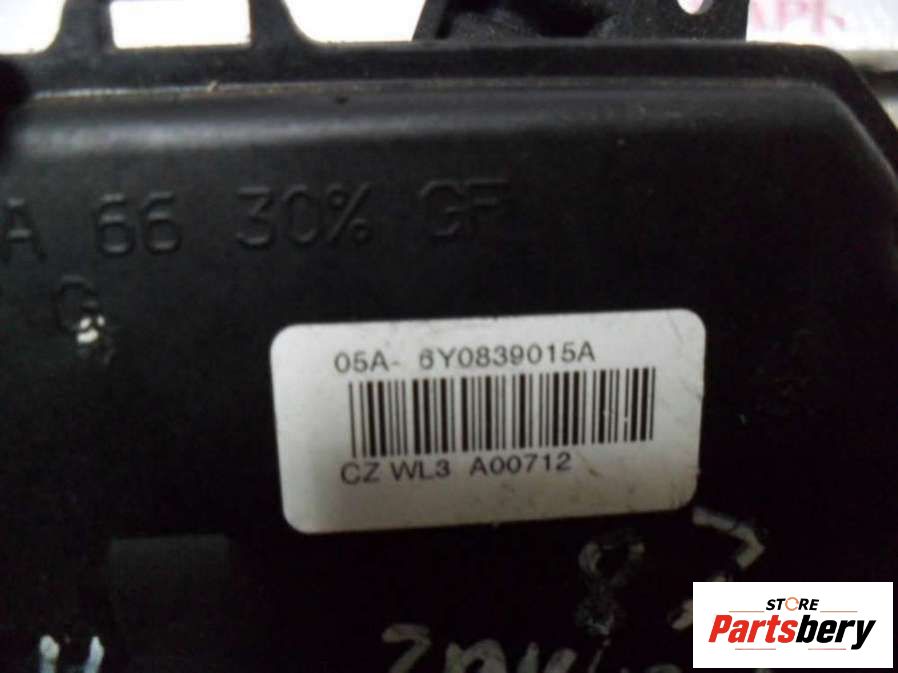 A 66 30% GF
G
05A- 6Y0839015A
CZ WL3 A00712
STORE
Partsbery